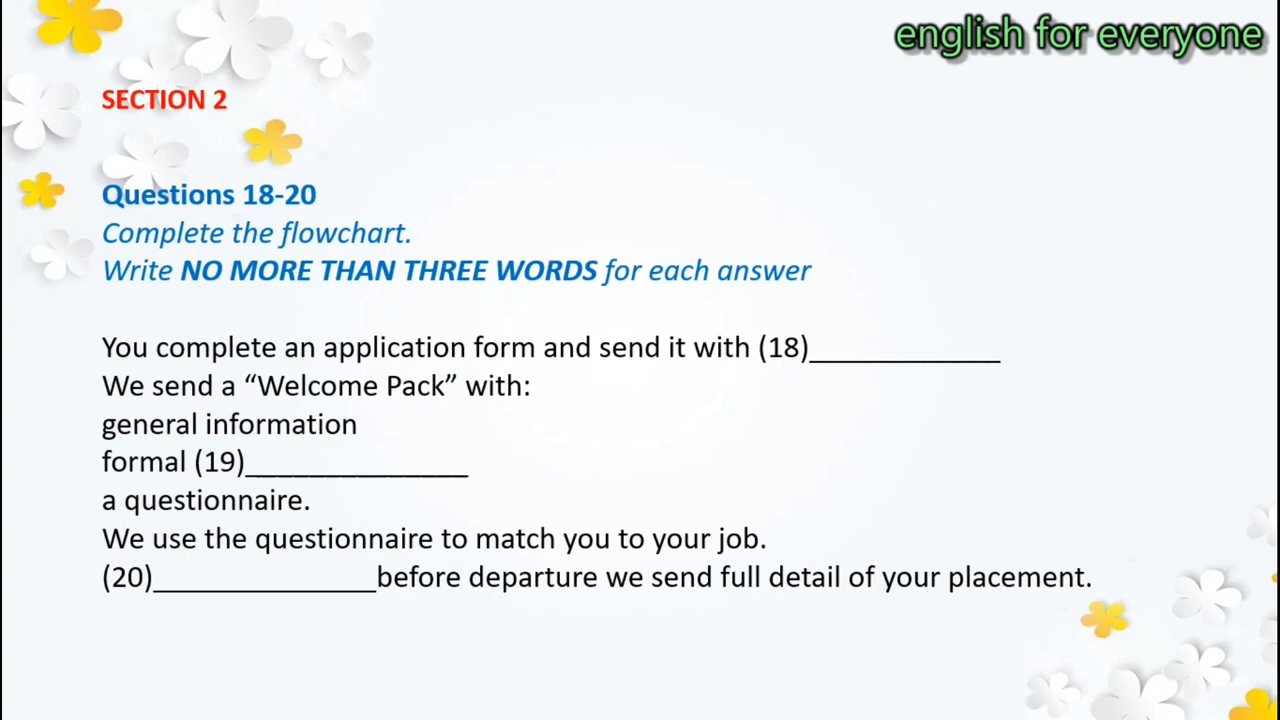 english for everyone
SECTION 2
Questions 18-20
Complete the flowchart.
Write NO MORE THAN THREE WORDS for each answer
You complete an application form and send it with (18)____________
We send a “Welcome Pack” with:
general information
formal (19)______________
a questionnaire.
We use the questionnaire to match you to your job.
(20)______________before departure we send full detail of your placement.